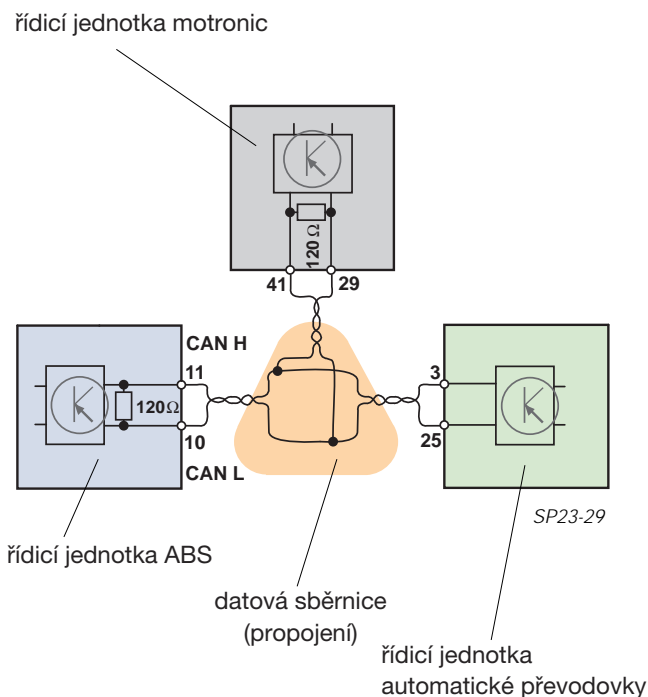 řídicí jednotka motronic
120 Ω
41
29
CAN H
11
120Ω
10
CAN L
3
25
SP23-29
řídicí jednotka ABS
datová sběrnice
(propojení)
řídicí jednotka
automatické převodovky